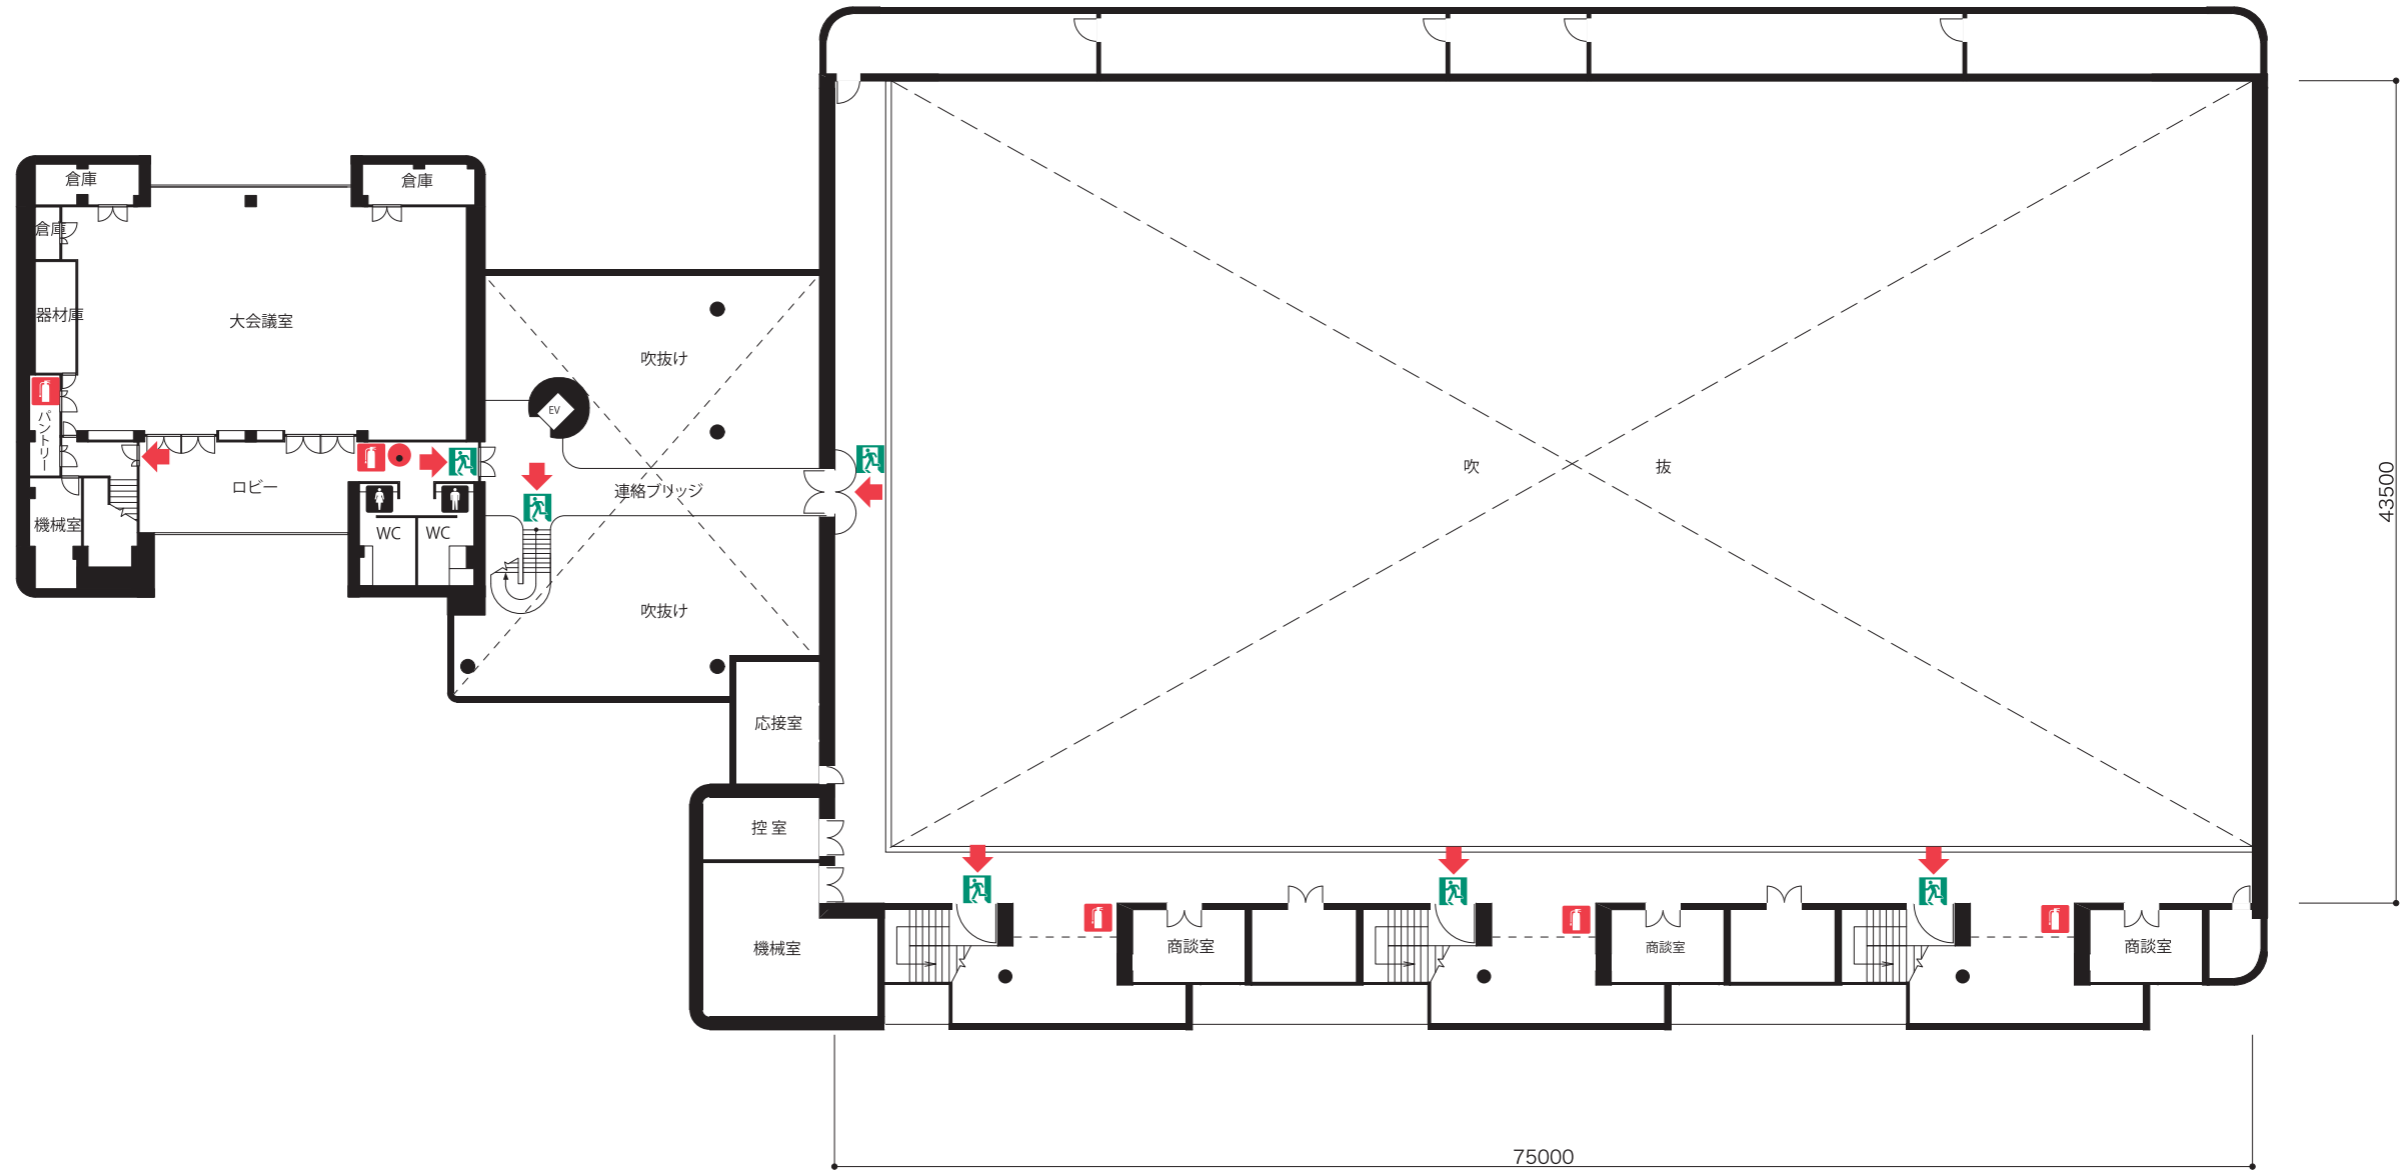 倉庫
倉庫
倉庫
器材庫
大会議室
吹抜け
EV
パントリー
ロビー
連絡ブリッジ
吹 抜
43500
機械室
WC
WC
吹抜け
応接室
控 室
機械室
商談室
商談室
商談室
75000